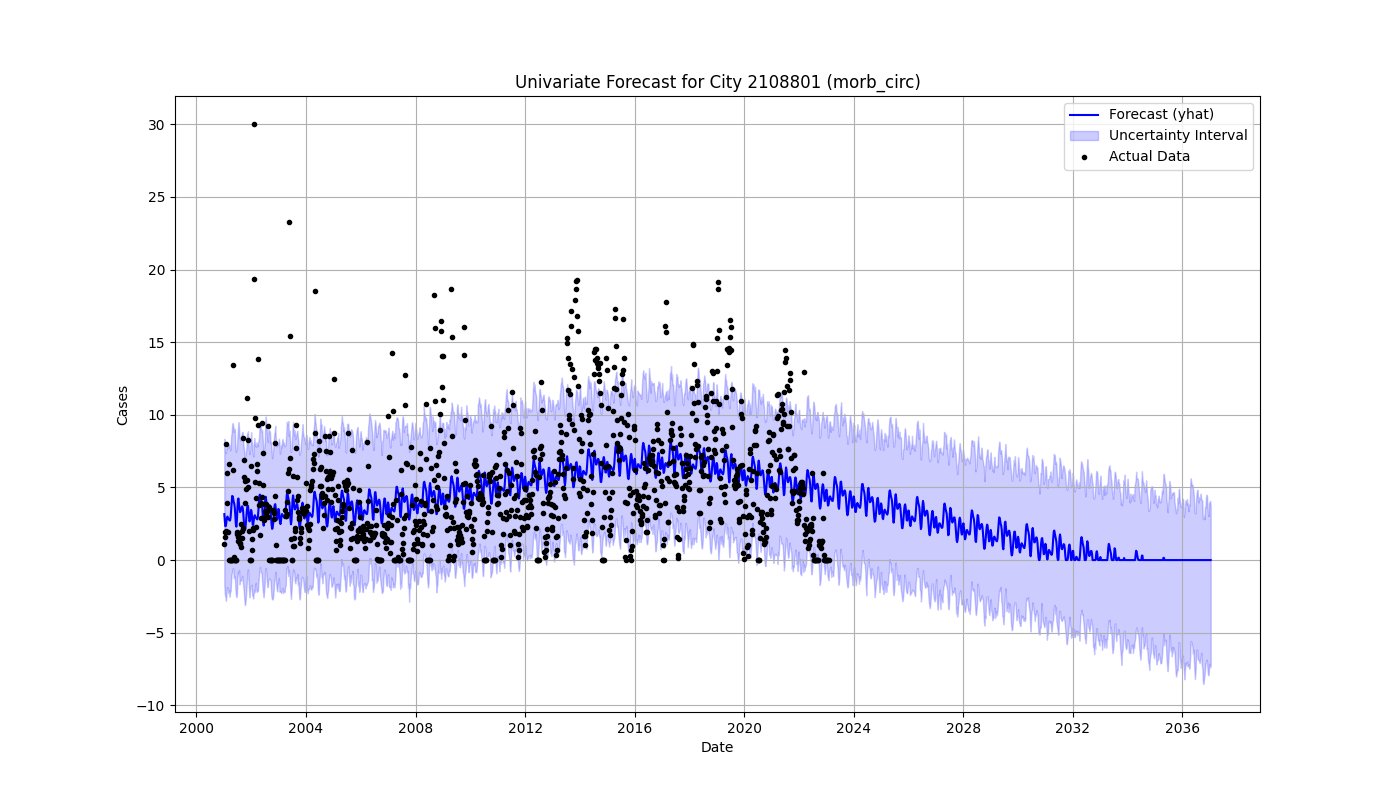 Univariate Forecast for City 2108801 (morb_circ)
Forecast (yhat)
Uncertainty Interval
Actual Data
30
25
20
15
10
5
0
−5
−10
Cases
2000 2004 2008 2012 2016 2020 2024 2028 2032 2036
Date